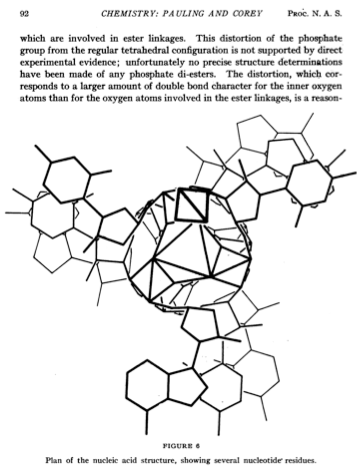 92 CHEMISTRY: PAULING AND COREY PROC. N. A. S.
which are involved in ester linkages. This distortion of the phosphate
group from the regular tetrahedral configuration is not supported by direct
experimental evidence; unfortunately no precise structure determinations
have been made of any phosphate di-esters. The distortion, which cor-
responds to a larger amount of double bond character for the inner oxygen
atoms than for the oxygen atoms involved in the ester linkages, is a reason-
FIGURE 6
Plan of the nucleic acid structure, showing several nucleotide residues.